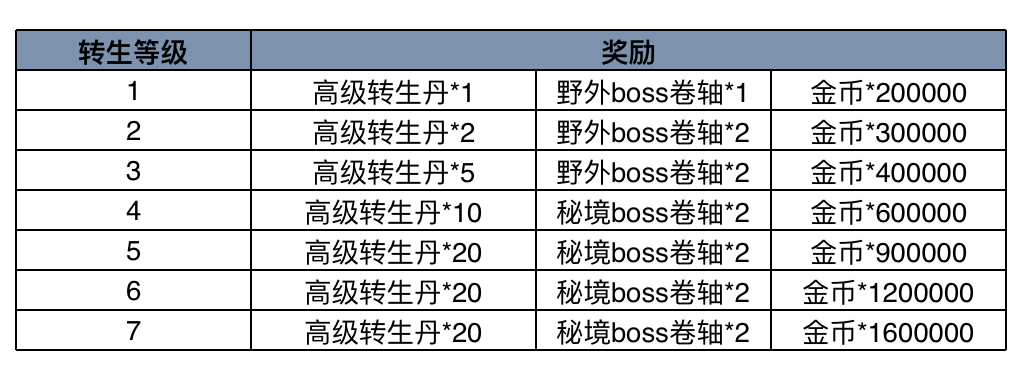 转生等级 奖励
1 高级转生丹*1 野外boss卷轴*1 金币*200000
2 高级转生丹*2 野外boss卷轴*2 金币*300000
3 高级转生丹*5 野外boss卷轴*2 金币*400000
4 高级转生丹*10 秘境boss卷轴*2 金币*600000
5 高级转生丹*20 秘境boss卷轴*2 金币*900000
6 高级转生丹*20 秘境boss卷轴*2 金币*1200000
7 高级转生丹*20 秘境boss卷轴*2 金币*1600000